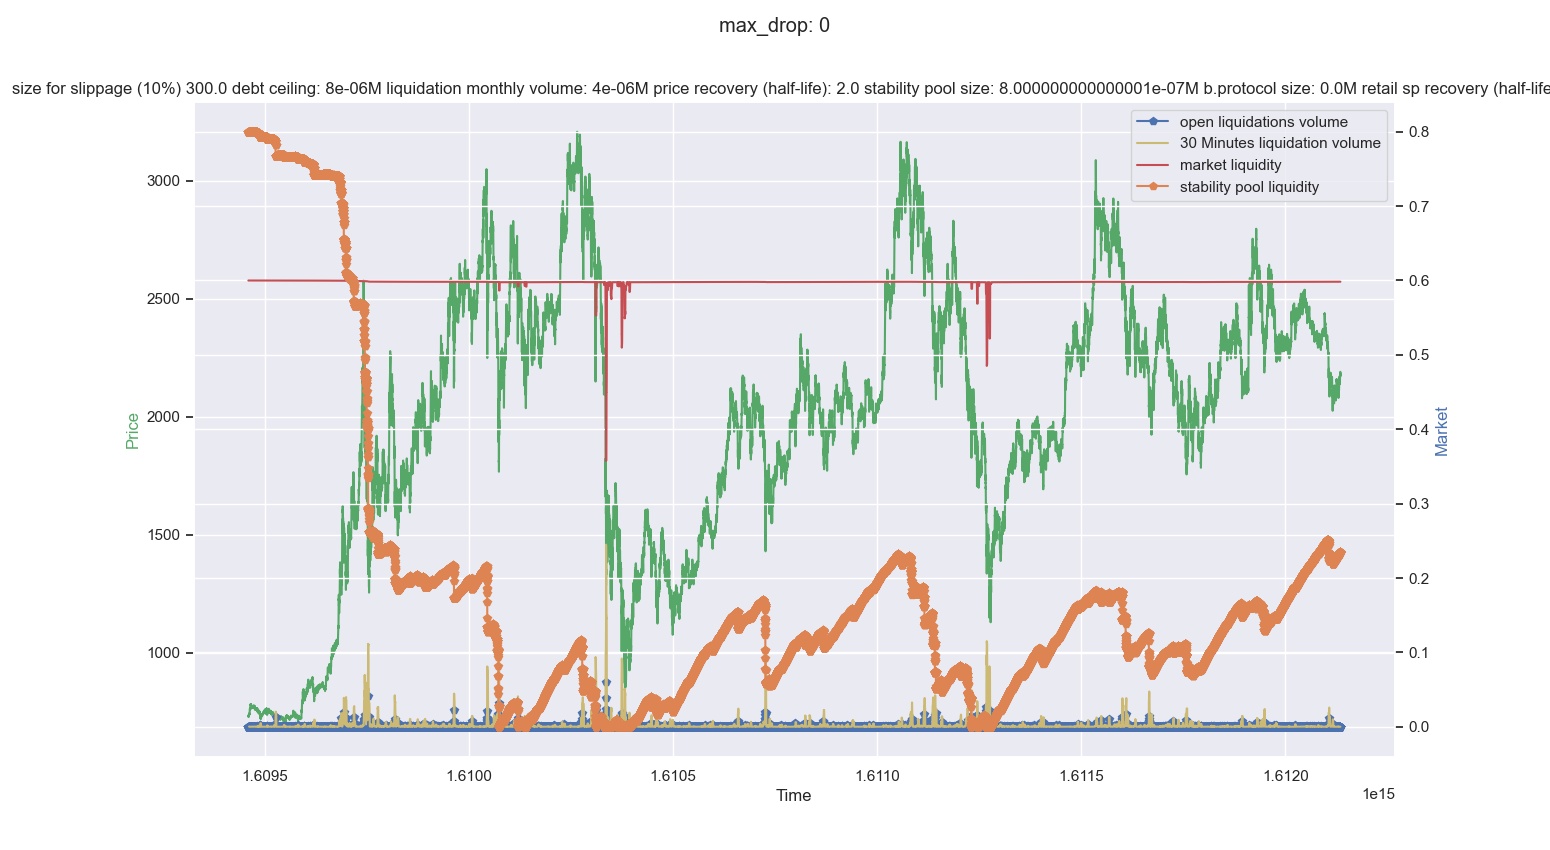 max_drop: 0
size for slippage (10%) 300.0 debt ceiling: 8e-06M liquidation monthly volume: 4e-06M price recovery (half-life): 2.0 stability pool size: 8.000000000000001e-07M b.protocol size: 0.0M retail sp recovery (half-life
open liquidations volume
30 Minutes liquidation volume
market liquidity
stability pool liquidity
3000
2500
2000
1500
1000
Price
0.8
0.7
0.6
0.5
0.4
0.3
0.2
0.1
0.0
Market
1.6095 1.6100 1.6105 1.6110 1.6115 1.6120
Time
1e15